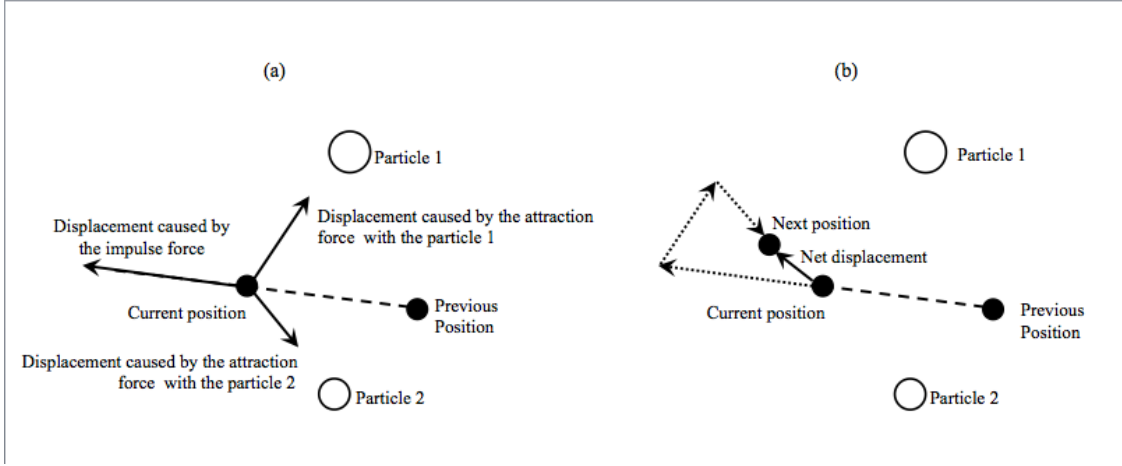 (a)
Particle 1
Displacement caused by the attraction
force with the particle 1
Displacement caused by
the impulse force
Current position
Previous
Position
Displacement caused by the attraction
force with the particle 2
Particle 2
(b)
Particle 1
Next position
Net displacement
Current position
Previous
Position
Particle 2